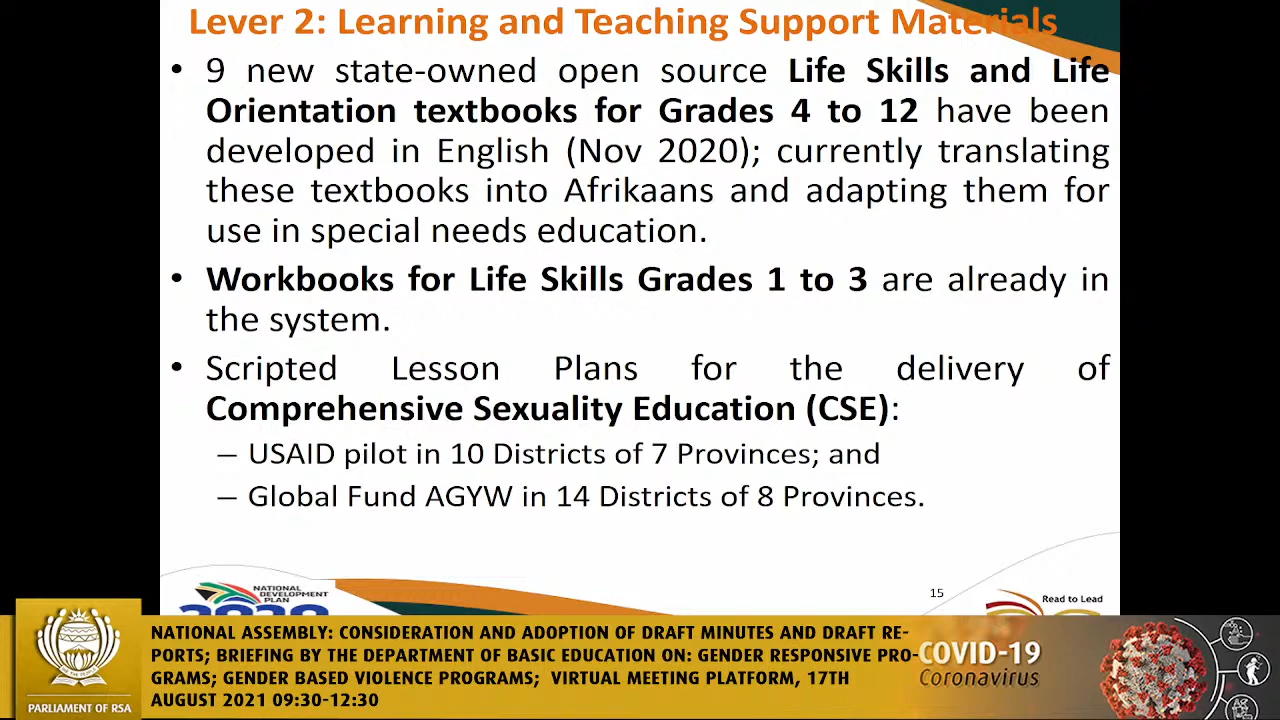 Lever 2: Learning and Teaching Support Materials
• 9 new state-owned open source Life Skills and Life
Orientation textbooks for Grades 4 to 12 have been
developed in English (Nov 2020); currently translating
these textbooks into Afrikaans and adapting them for
use in special needs education.
• Workbooks for Life Skills Grades 1 to 3 are already in
the system.
• Scripted Lesson Plans for the delivery of
Comprehensive Sexuality Education (CSE):
– USAID pilot in 10 Districts of 7 Provinces; and
– Global Fund AGYW in 14 Districts of 8 Provinces.
NATIONAL
DEVELOPMENT
PLAN
2030
15
Read to Lead
PARLIAMENT OF RSA
NATIONAL ASSEMBLY: CONSIDERATION AND ADOPTION OF DRAFT MINUTES AND DRAFT RE-
PORTS; BRIEFING BY THE DEPARTMENT OF BASIC EDUCATION ON: GENDER RESPONSIVE PRO-
GRAMS; GENDER BASED VIOLENCE PROGRAMS; VIRTUAL MEETING PLATFORM, 17TH
AUGUST 2021 09:30-12:30
COVID-19
Coronavirus